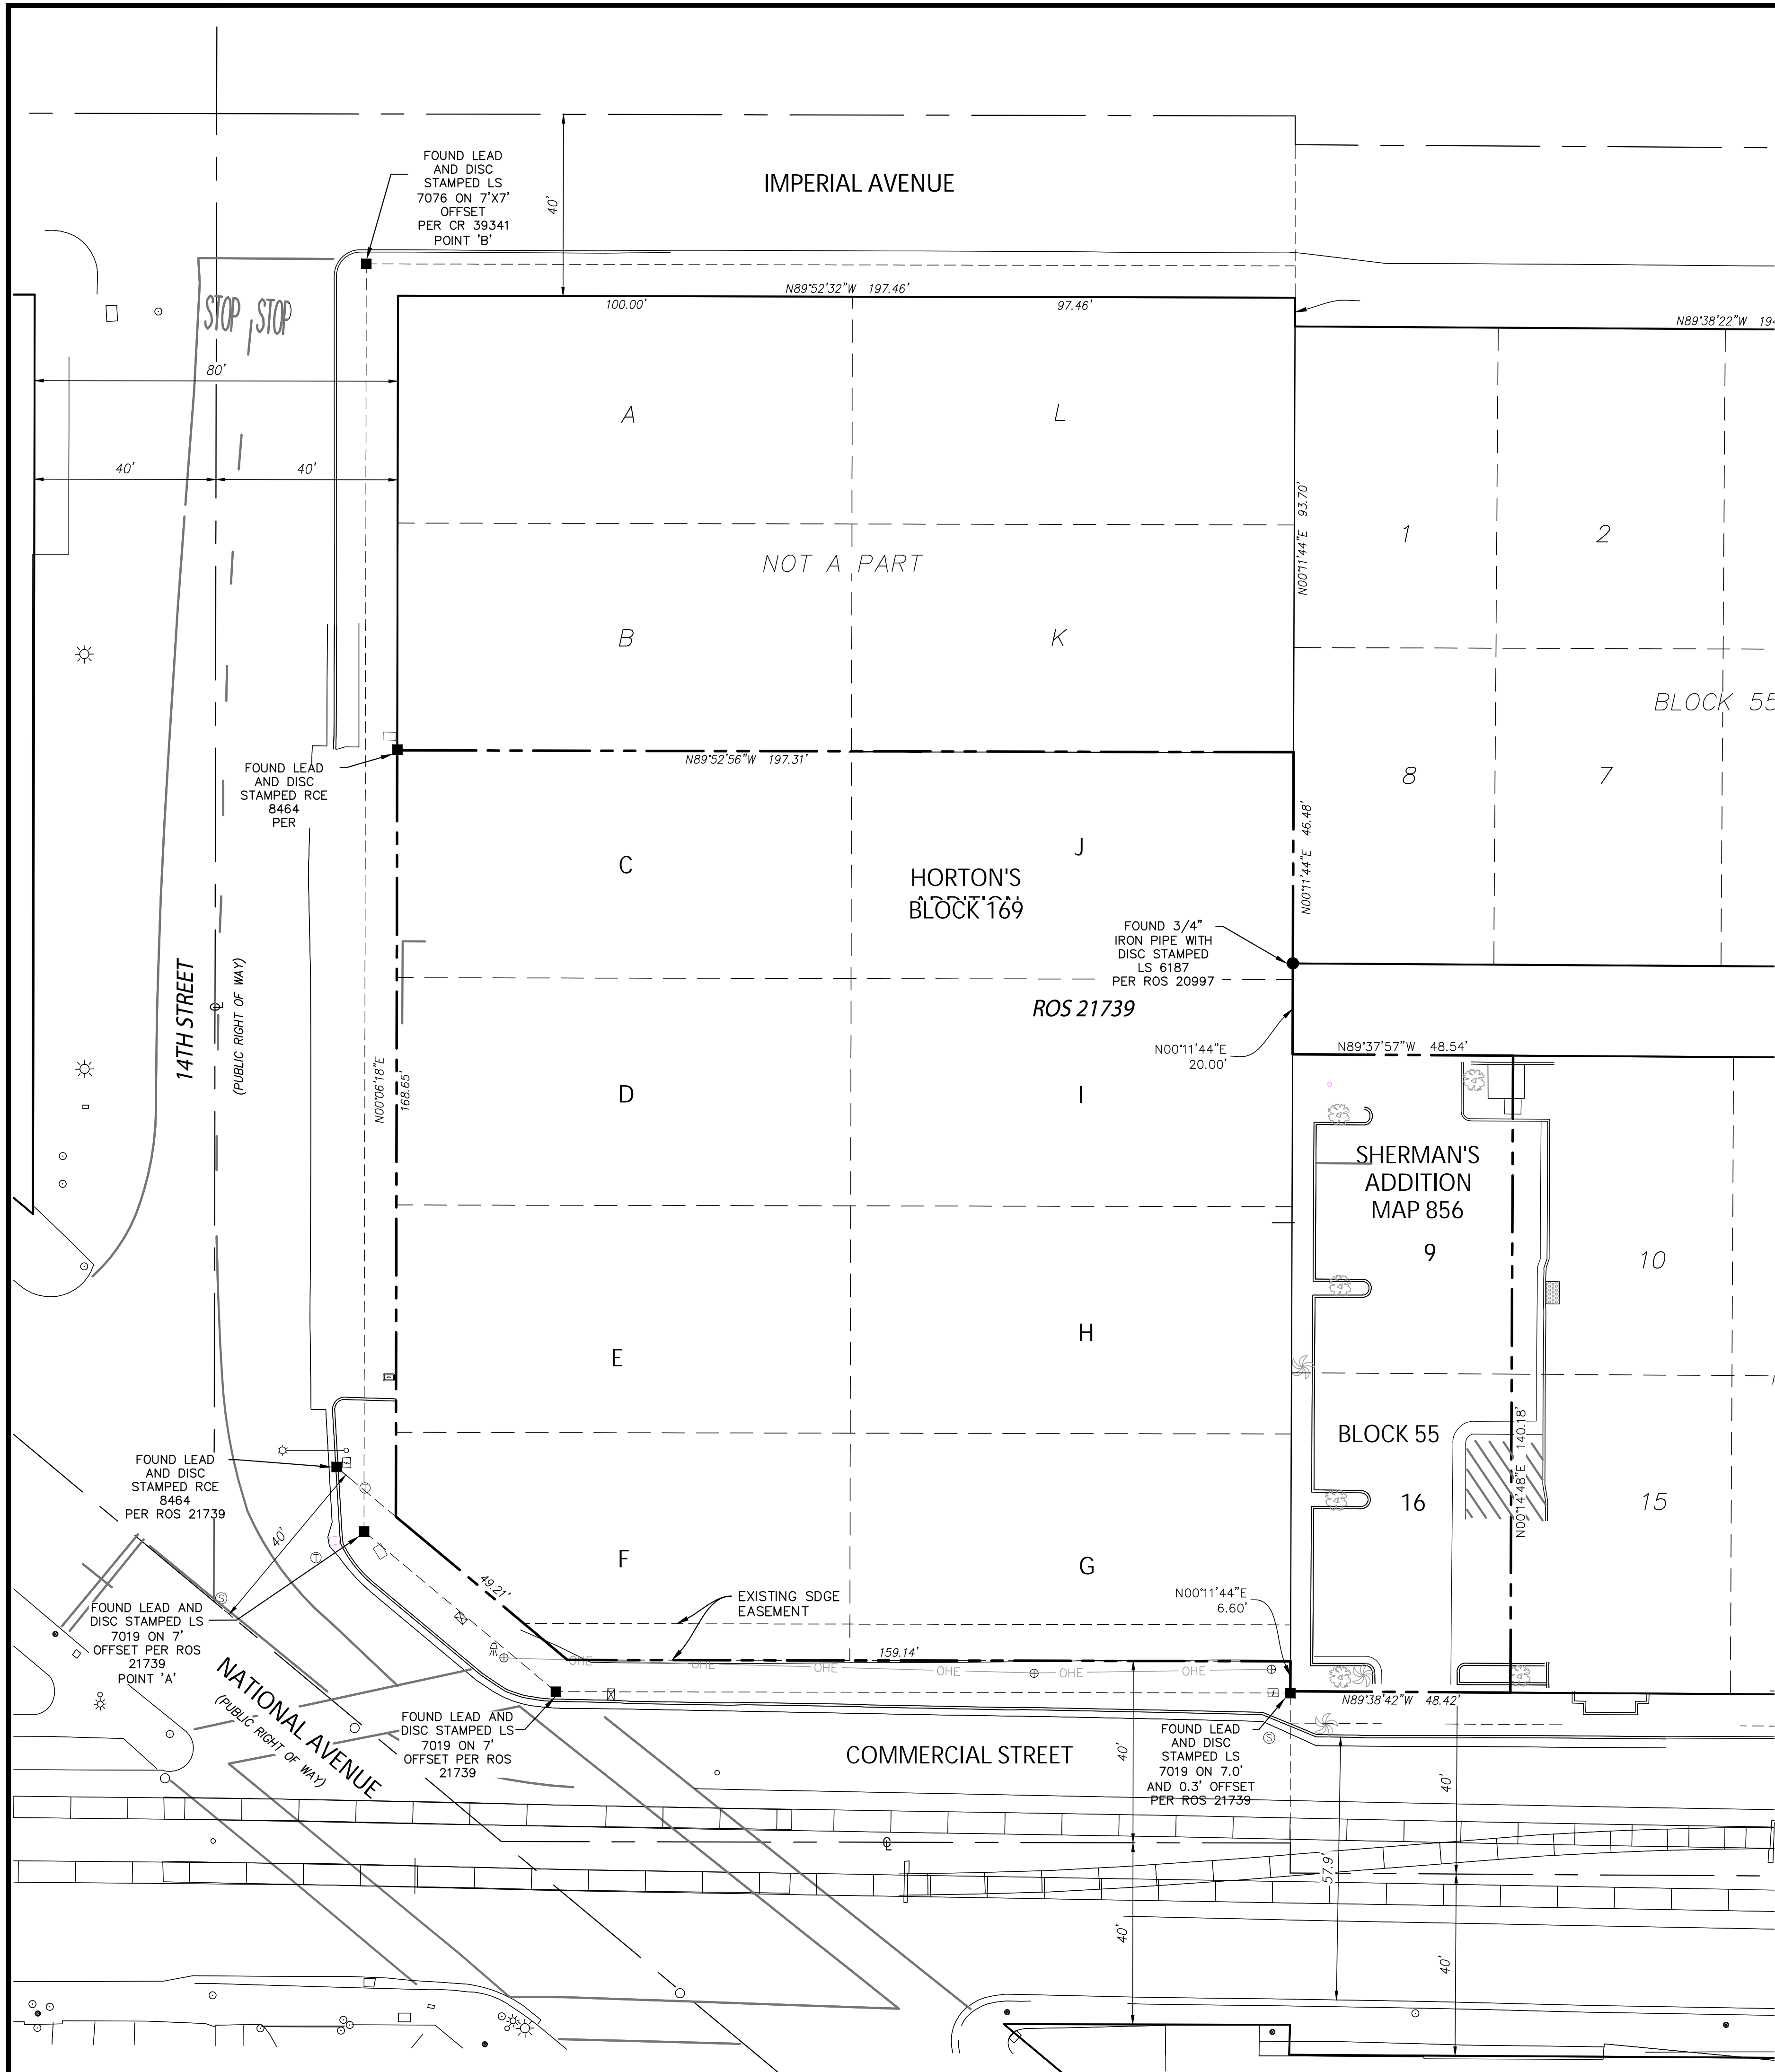 FOUND LEAD
AND DISC
STAMPED LS
7076 ON 7'X7'
OFFSET
PER CR 39341
POINT 'B'
40'
IMPERIAL AVENUE
N89°52'32"W 197.46'
100.00'
97.46'
STOP
STOP
N89°38'22"W
80'
40'
40'
A
L
N00°11'44"E 93.70'
1
2
NOT A PART
B
K
BLOCK 55
N89°52'56"W 197.31'
FOUND LEAD
AND DISC
STAMPED RCE
8464
PER
8
7
N00°11'44"E 46.48'
C
J
HORTON'S
ADDITION
BLOCK 169
FOUND 3/4"
IRON PIPE WITH
DISC STAMPED
LS 6187
PER ROS 20997
14TH STREET
(PUBLIC RIGHT OF WAY)
ROS 21739
N00°11'44"E
20.00'
N89°37'57"W 48.54'
N00°06'18"E
168.65'
D
I
SHERMAN'S
ADDITION
MAP 856
9
10
E
H
BLOCK 55
N00°14'48"E 140.18'
16
15
FOUND LEAD
AND DISC
STAMPED RCE
8464
PER ROS 21739
40'
T
S
F
G
49.21'
EXISTING SDGE
EASEMENT
N00°11'44"E
6.60'
FOUND LEAD AND
DISC STAMPED LS
7019 ON 7'
OFFSET PER ROS
21739
POINT 'A'
159.14'
OHE
OHE
OHE
OHE
OHE
OHE
N89°38'42"W 48.42'
NATIONAL AVENUE
(PUBLIC RIGHT OF WAY)
FOUND LEAD AND
DISC STAMPED LS
7019 ON 7'
OFFSET PER ROS
21739
COMMERCIAL STREET
40'
FOUND LEAD
AND DISC
STAMPED LS
7019 ON 7.0'
AND 0.3' OFFSET
PER ROS 21739
S
40'
57.9'
40'
40'